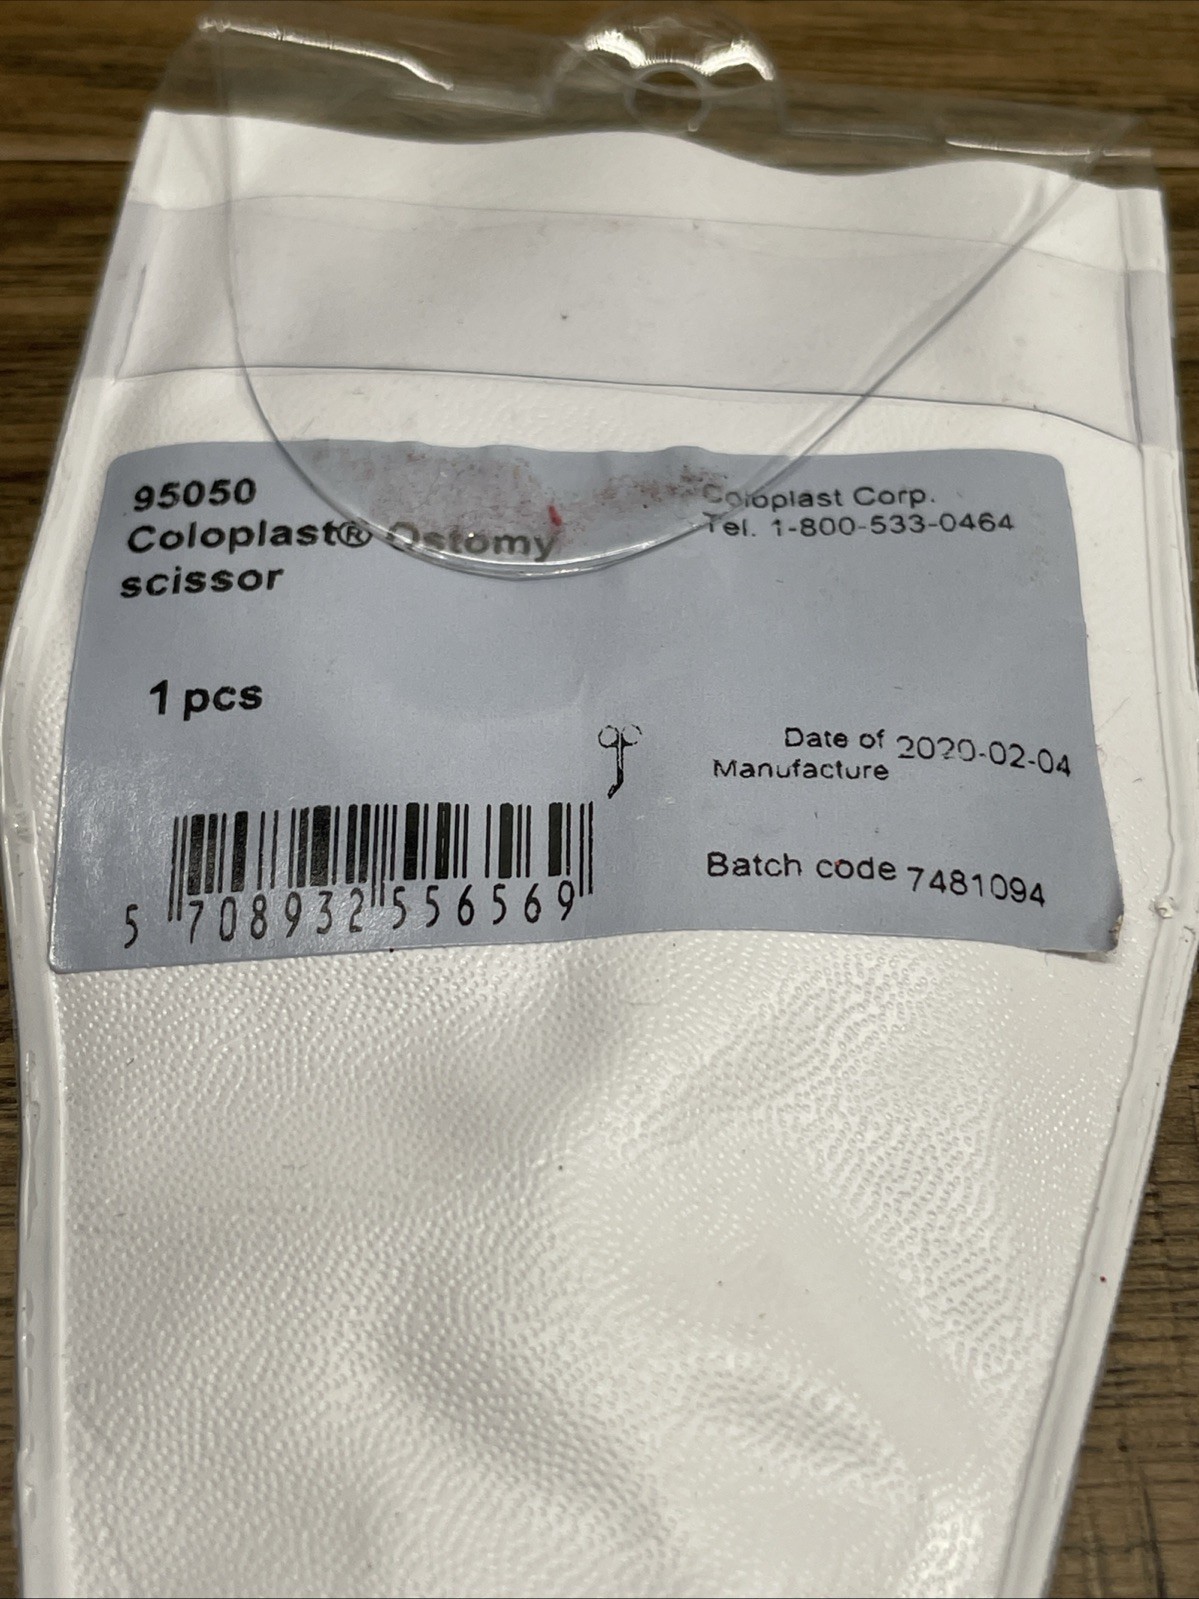 95050
Coloplast® Ostomy
scissor
1 pcs
5 708932 556569
Coloplast Corp.
Tel. 1-800-533-0464
Date of 2020-02-04
Manufacture
Batch code 7481094